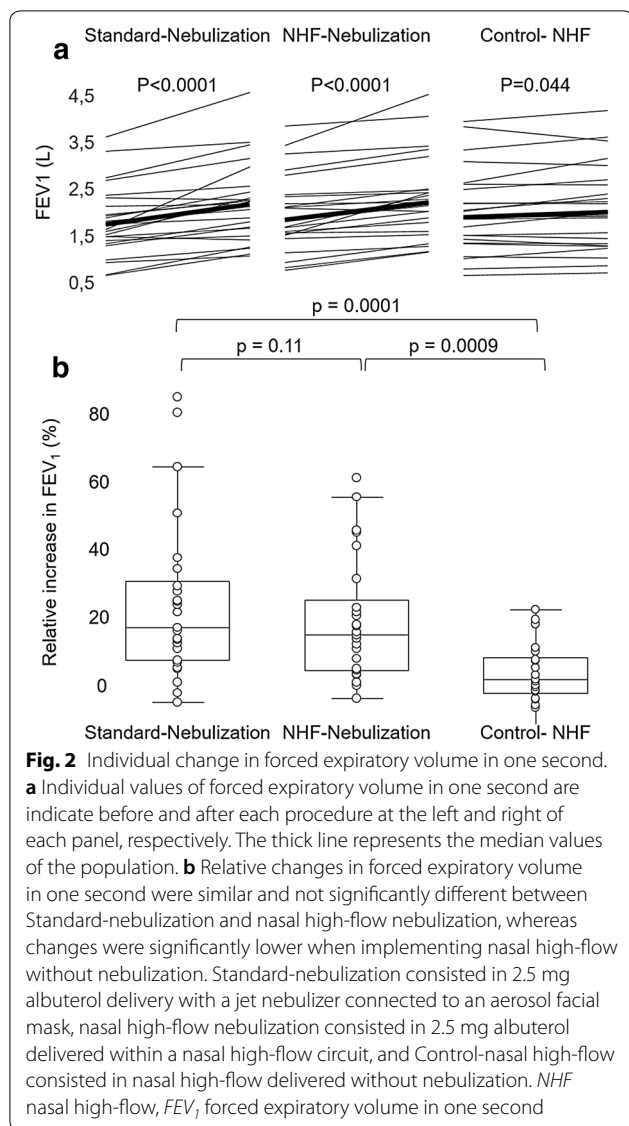 Standard-Nebulization NHF-Nebulization Control- NHF
a
P<0.0001 P<0.0001 P=0.044
FEV1 (L)
4,5
3,5
2,5
1,5
0,5
p = 0.0001
p = 0.11 p = 0.0009
b
Relative increase in FEV₁ (%)
80
60
40
20
0
Standard-Nebulization NHF-Nebulization Control- NHF
Fig. 2 Individual change in forced expiratory volume in one second.
a Individual values of forced expiratory volume in one second are
indicate before and after each procedure at the left and right of
each panel, respectively. The thick line represents the median values
of the population. b Relative changes in forced expiratory volume
in one second were similar and not significantly different between
Standard-nebulization and nasal high-flow nebulization, whereas
changes were significantly lower when implementing nasal high-flow
without nebulization. Standard-nebulization consisted in 2.5 mg
albuterol delivery with a jet nebulizer connected to an aerosol facial
mask, nasal high-flow nebulization consisted in 2.5 mg albuterol
delivered within a nasal high-flow circuit, and Control-nasal high-flow
consisted in nasal high-flow delivered without nebulization. NHF
nasal high-flow, FEV₁ forced expiratory volume in one second